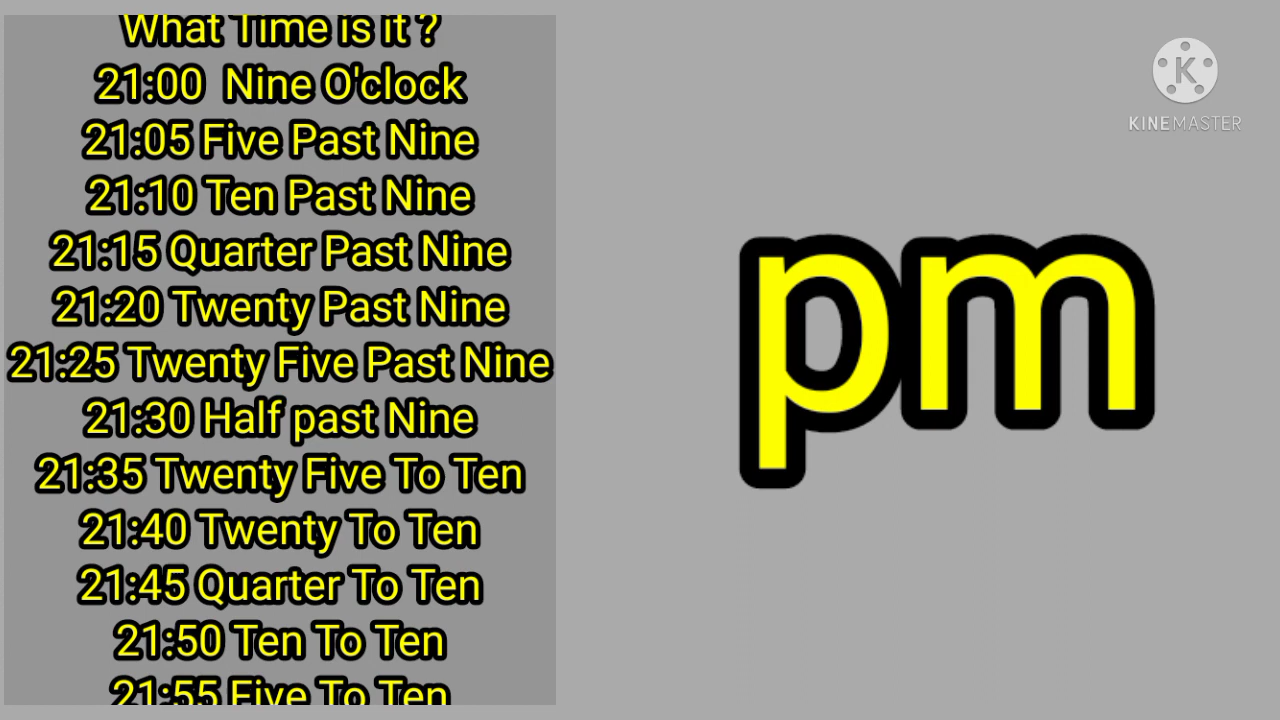 What Time is it ?
21:00 Nine O'clock
21:05 Five Past Nine
21:10 Ten Past Nine
21:15 Quarter Past Nine
21:20 Twenty Past Nine
21:25 Twenty Five Past Nine
21:30 Half past Nine
21:35 Twenty Five To Ten
21:40 Twenty To Ten
21:45 Quarter To Ten
21:50 Ten To Ten
21:55 Five To Ten
pm
K
KINEMASTER